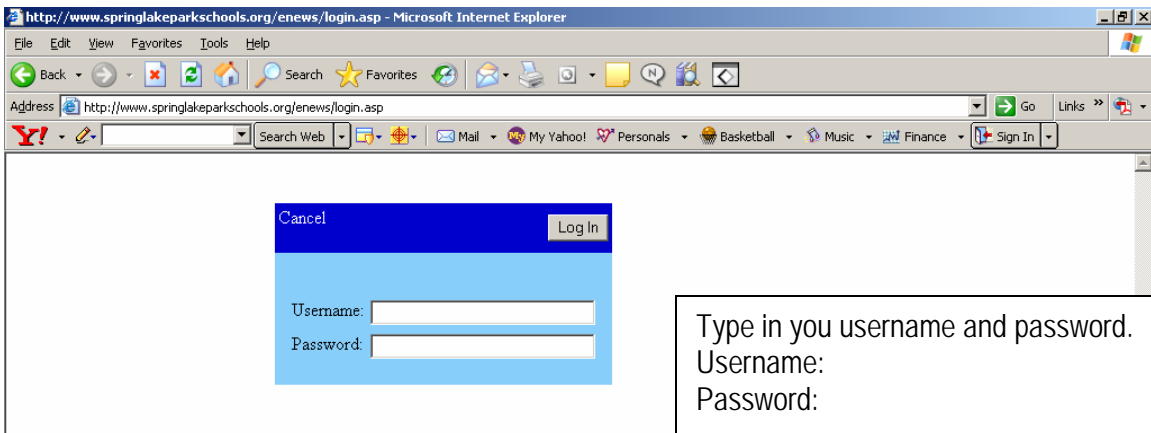 http://www.springlakeparkschools.org/enews/login.asp - Microsoft Internet Explorer
File Edit View Favorites Tools Help
Back Search Favorites
Address http://www.springlakeparkschools.org/enews/login.asp Go Links »
Y! Search Web Mail My Yahoo! Personals Basketball Music Finance Sign In
Cancel Log In
Username:
Password:
Type in you username and password.
Username:
Password: